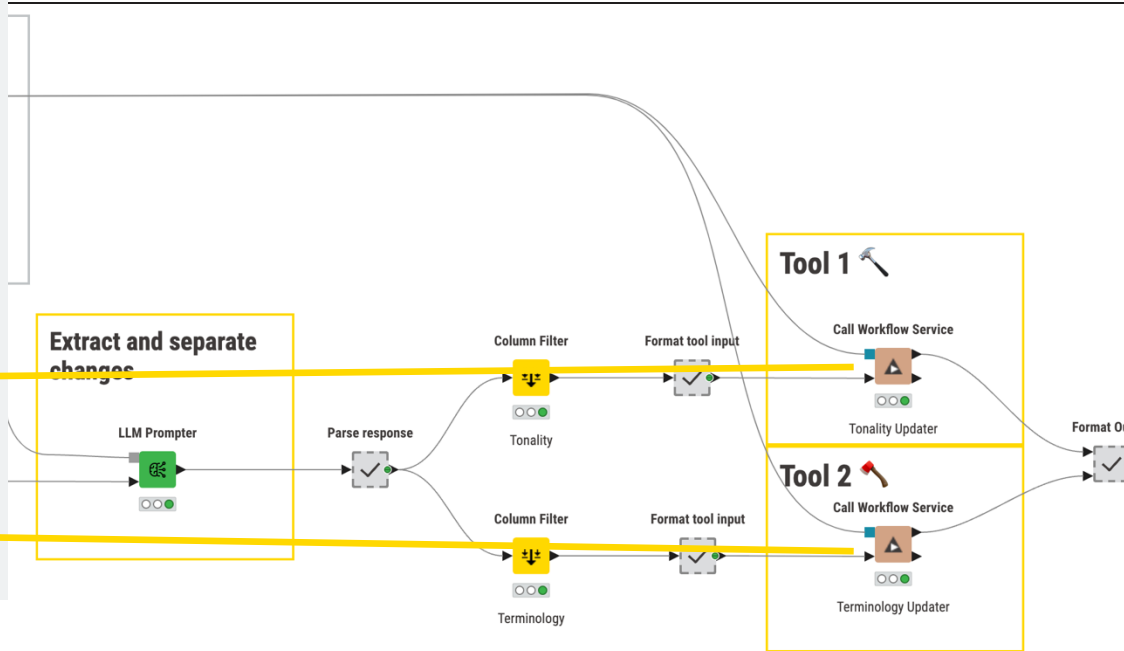 Tool 1
Extract and separate
changes
Column Filter
Format tool input
Call Workflow Service
Tonality
Tonality Updater
LLM Prompter
Parse response
Tool 2
Call Workflow Service
Column Filter
Format tool input
Terminology
Terminology Updater
Format